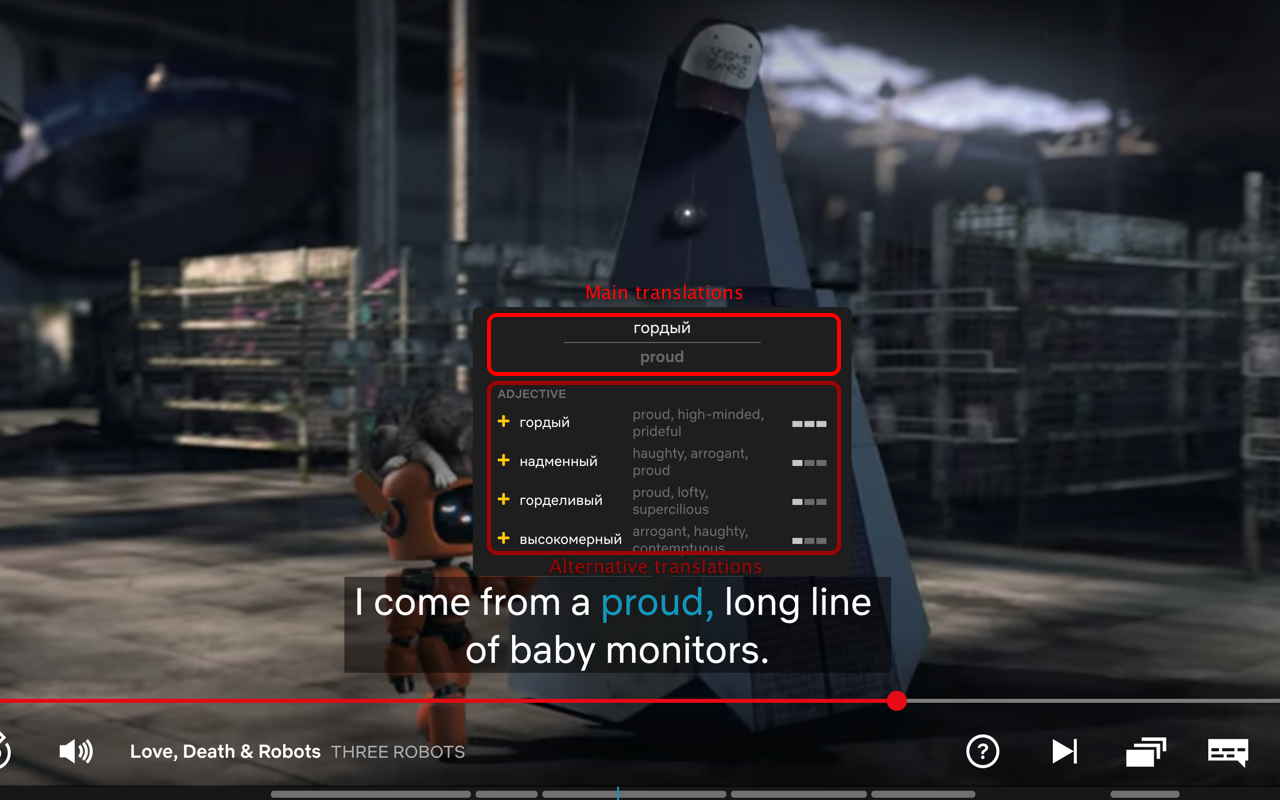 Main translations
гордый
proud
ADJECTIVE
+ гордый proud, high-minded,
prideful
+ надменный haughty, arrogant,
proud
+ горделивый proud, lofty,
supercilious
+ высокомерный arrogant, haughty,
contemptuous
Alternative translations
I come from a proud, long line
of baby monitors.
Love, Death & Robots THREE ROBOTS
?